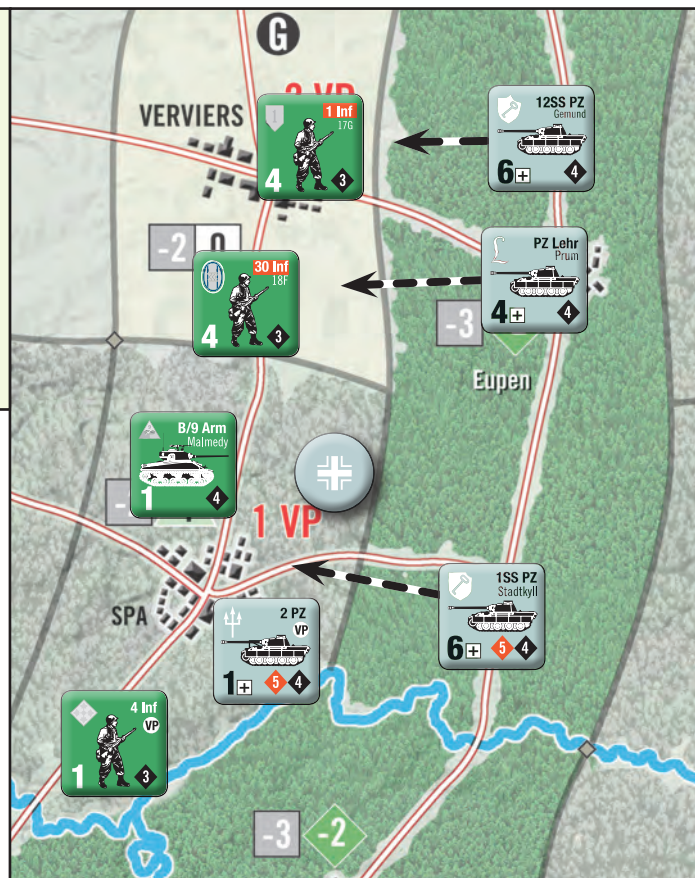 G
2 VP
VERVIERS
1 Inf
17G
4
3
12SS PZ
Gemund
6+
4
-2
0
30 Inf
18F
4
3
PZ Lehr
Prum
4+
4
-3
Eupen
B/9 Arm
Malmedy
1
4
1 VP
SPA
2 PZ
VP
1+
5
4
1SS PZ
Stadtkyll
6+
5
4
4 Inf
VP
1
3
-3
-2